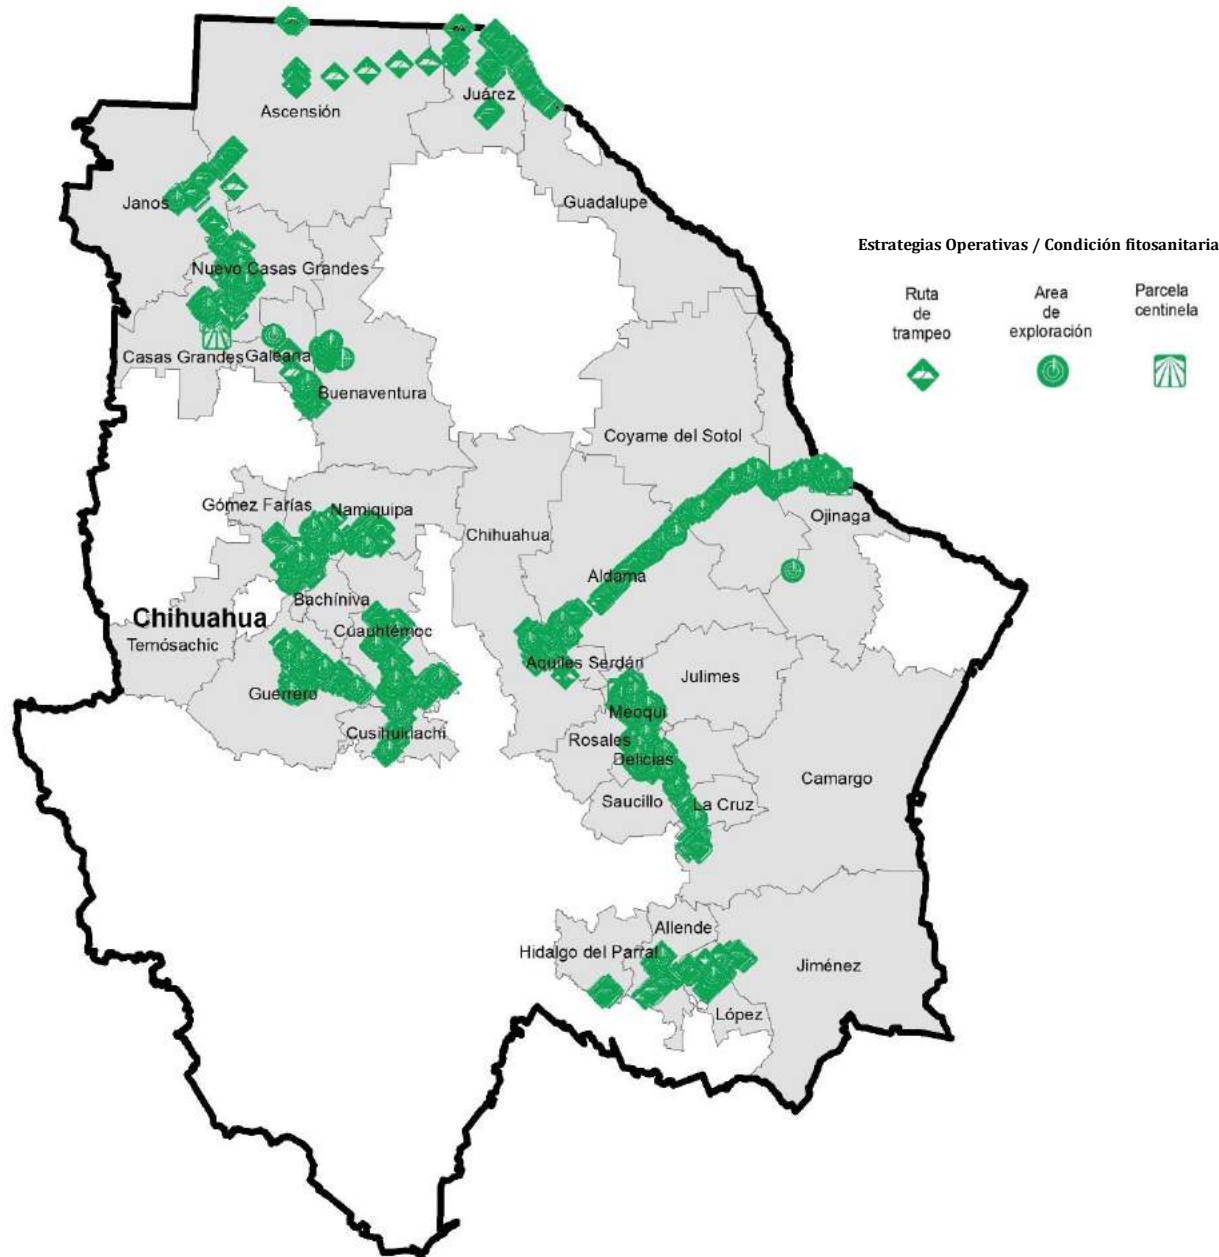 Ascensión
Juárez
Janos
Guadalupe
Estrategias Operativas / Condición fitosanitaria
Nuevo Casas Grandes
Ruta
de
trampeo
Area
de
exploración
Parcela
centinela
Casas Grandes
Galeana
Buenaventura
Coyame del Sotol
Gómez Farías
Namiquipa
Chihuahua
Ojinaga
Aldama
Bachíniva
Chihuahua
Temósachic
Cuauhtémoc
Aquiles Serdán
Julimes
Guerrero
Meoqui
Cusihuiriachi
Rosales
Delicias
Camargo
Saucillo
La Cruz
Allende
Hidalgo del Parral
Jiménez
López